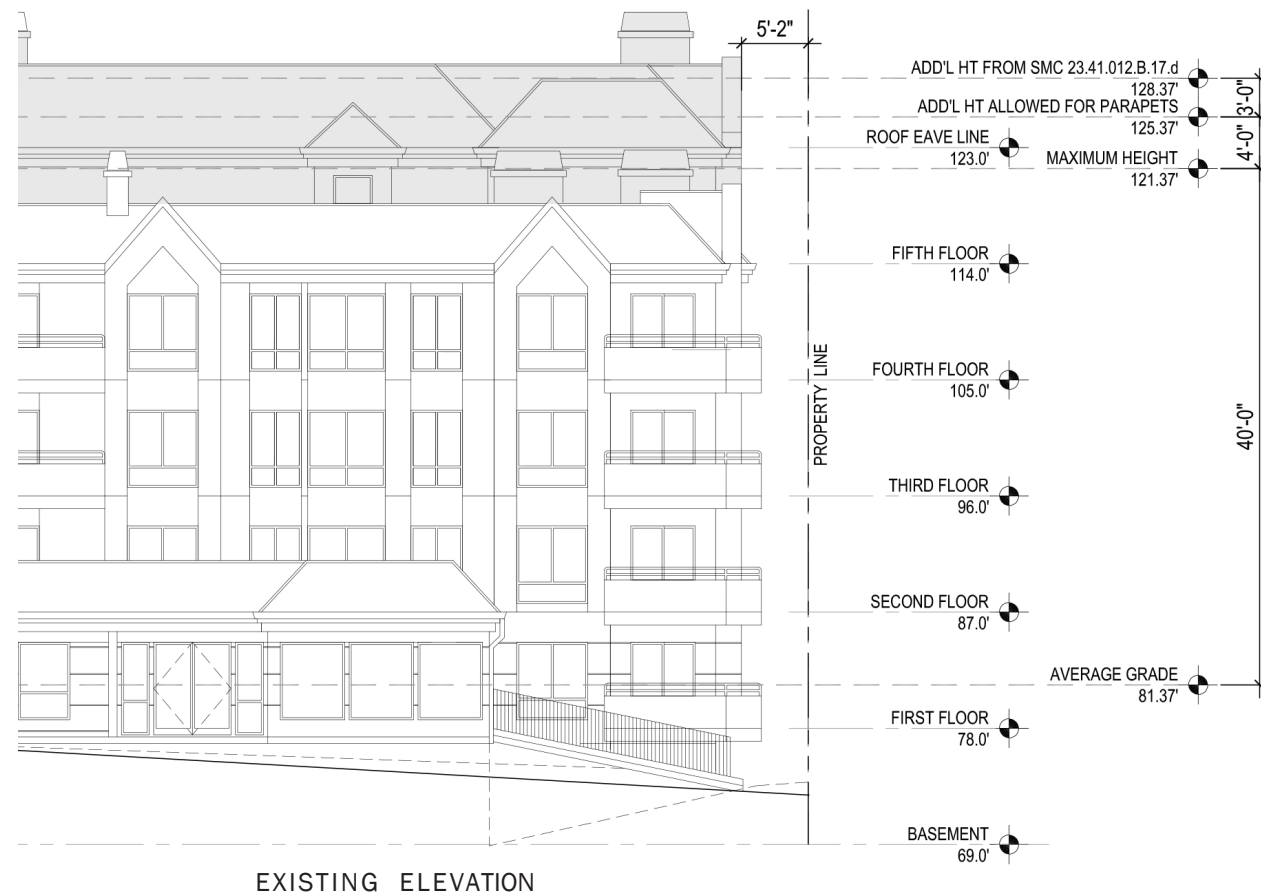 5'-2"
ADD'L HT FROM SMC 23.41.012.B.17.d
128.37'
3'-0"
ADD'L HT ALLOWED FOR PARAPETS
125.37'
ROOF EAVE LINE
123.0'
4'-0"
MAXIMUM HEIGHT
121.37'
FIFTH FLOOR
114.0'
PROPERTY LINE
FOURTH FLOOR
105.0'
40'-0"
THIRD FLOOR
96.0'
SECOND FLOOR
87.0'
AVERAGE GRADE
81.37'
FIRST FLOOR
78.0'
BASEMENT
69.0'
EXISTING ELEVATION